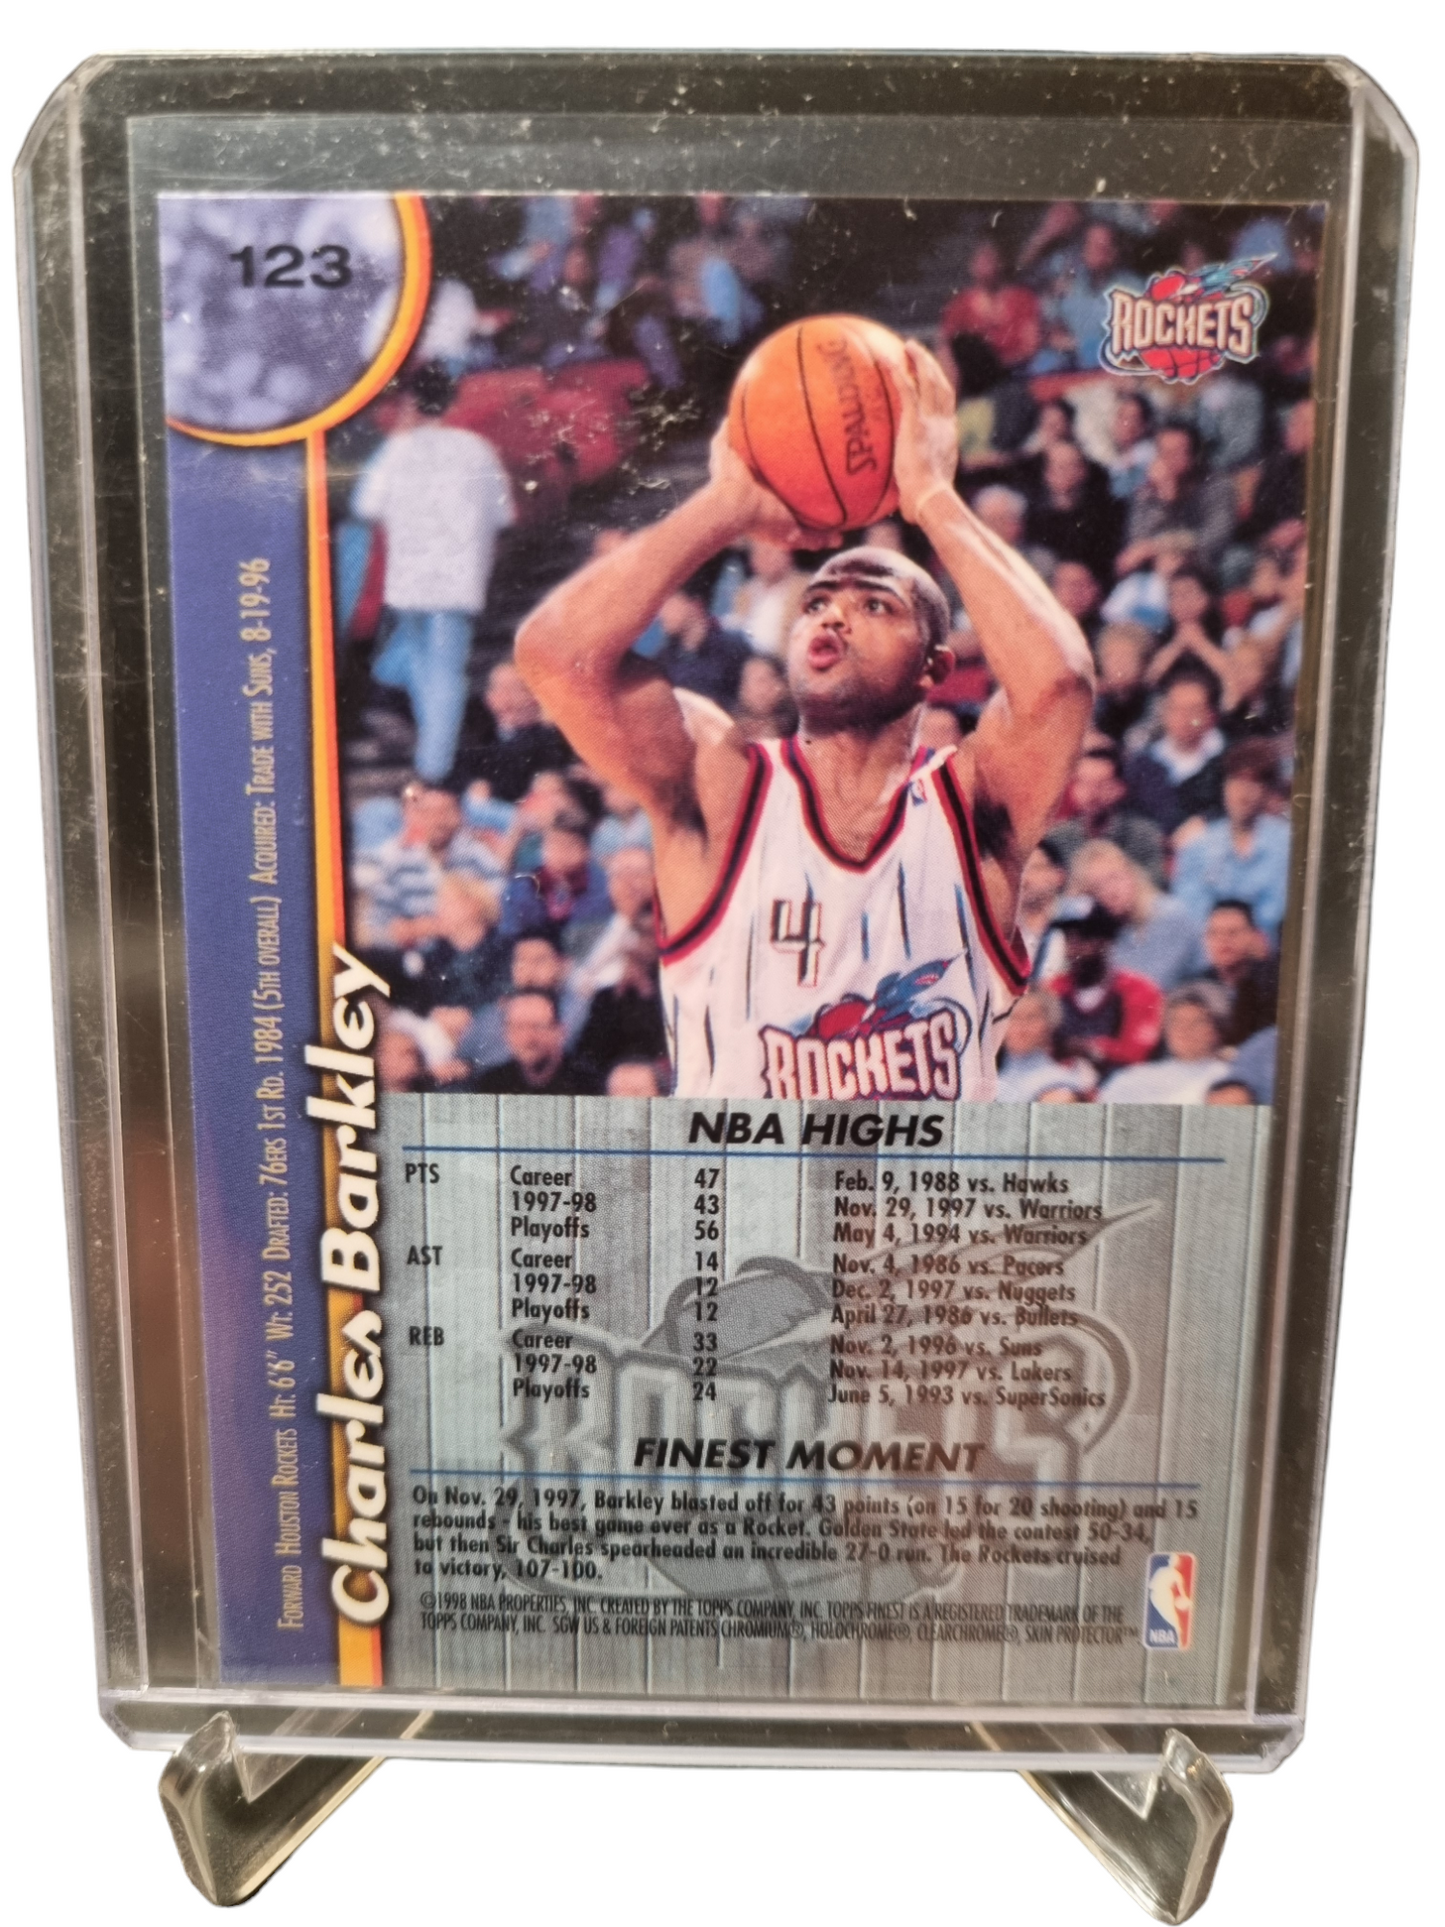 123
ROCKETS
SPALDING
4
ROCKETS
Forward Houston Rockets Ht: 6'6" Wt: 252 Drafted: 76ers 1st Rd. 1984 (5th overall) Acquired: Trade with Suns, 8-19-96
Charles Barkley
NBA HIGHS
PTS Career 47 Feb. 9, 1988 vs. Hawks
1997-98 43 Nov. 29, 1997 vs. Warriors
Playoffs 56 May 4, 1994 vs. Warriors
AST Career 14 Nov. 4, 1986 vs. Pacers
1997-98 12 Dec. 2, 1997 vs. Nuggets
Playoffs 12 April 27, 1986 vs. Bullets
REB Career 33 Nov. 2, 1996 vs. Suns
1997-98 22 Nov. 14, 1997 vs. Lakers
Playoffs 24 June 5, 1993 vs. SuperSonics
FINEST MOMENT
On Nov. 29, 1997, Barkley blasted off for 43 points (on 15 for 20 shooting) and 15
rebounds - his best game ever as a Rocket. Golden State led the contest 50-34,
but then Sir Charles spearheaded an incredible 27-0 run. The Rockets cruised
to victory, 107-100.
©1998 NBA PROPERTIES, INC. CREATED BY THE TOPPS COMPANY, INC. TOPPS FINEST IS A REGISTERED TRADEMARK OF THE
TOPPS COMPANY, INC. SGW US & FOREIGN PATENTS CHROMIUM®, HOLOCHROME®, CLEARCHROME®, SKIN PROTECTOR™
NBA